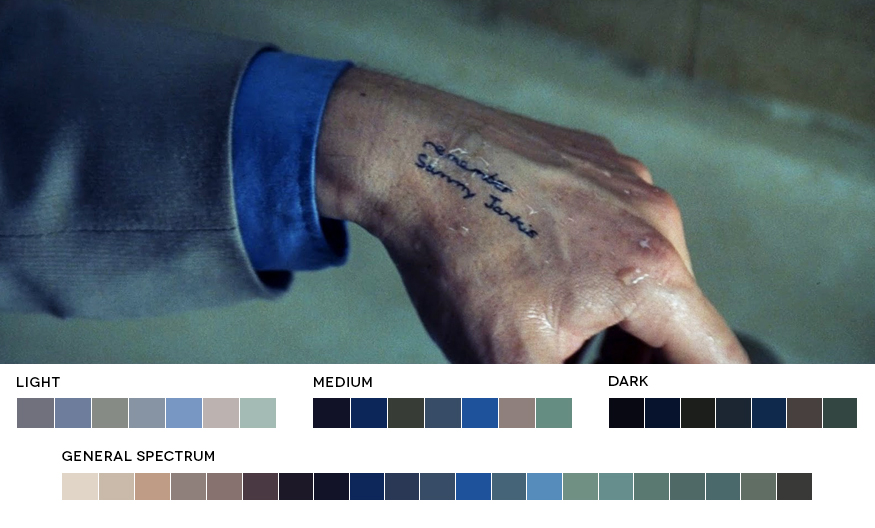 remember
Sammy Jankis
LIGHT
MEDIUM
DARK
GENERAL SPECTRUM